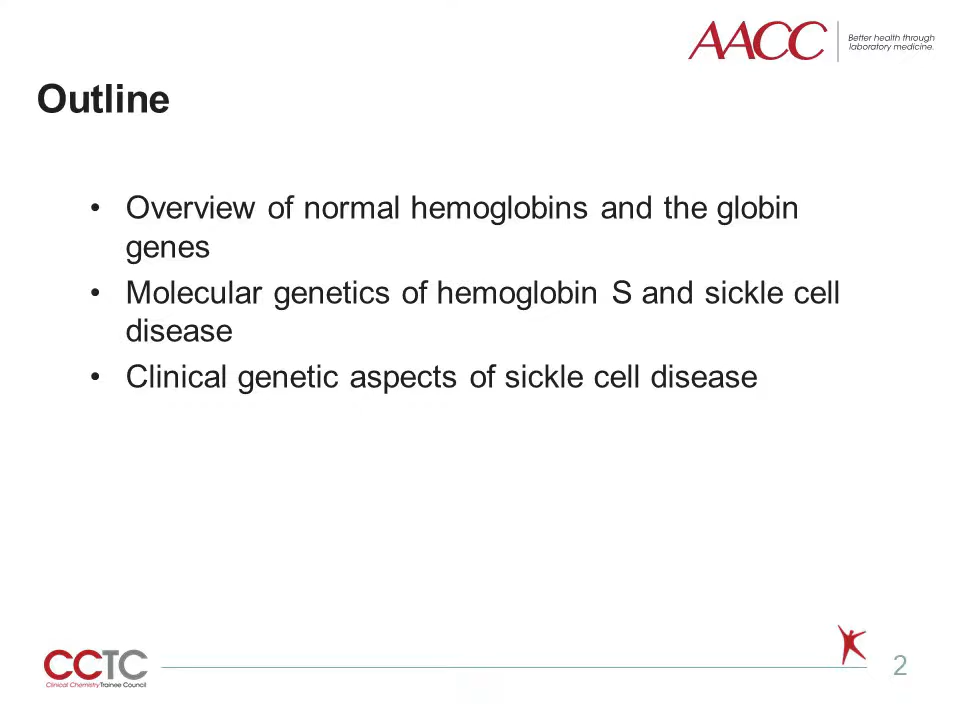 AACC
Better health through
laboratory medicine.
Outline
• Overview of normal hemoglobins and the globin
genes
• Molecular genetics of hemoglobin S and sickle cell
disease
• Clinical genetic aspects of sickle cell disease
CCTC
Clinical Chemistry Trainee Council
2